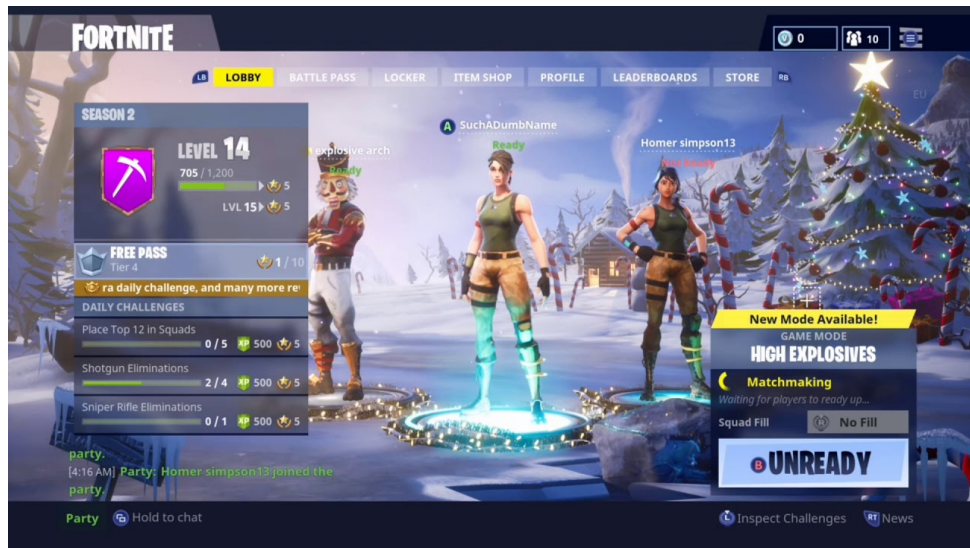 FORTNITE
0
10
LB LOBBY BATTLE PASS LOCKER ITEM SHOP PROFILE LEADERBOARDS STORE RB
EU
SEASON 2
LEVEL 14
705 / 1,200
5
LVL 15 5
FREE PASS
Tier 4
1 / 10
ra daily challenge, and many more re
DAILY CHALLENGES
Place Top 12 in Squads
0 / 5 XP 500 5
Shotgun Eliminations
2 / 4 XP 500 5
Sniper Rifle Eliminations
0 / 1 XP 500 5
explosive arch
Ready
A SuchADumbName
Ready
Homer simpson13
Not Ready
New Mode Available!
GAME MODE
HIGH EXPLOSIVES
Matchmaking
Waiting for players to ready up...
Squad Fill No Fill
B UNREADY
party.
[4:16 AM] Party: Homer simpson13 joined the
party.
Party Hold to chat
L Inspect Challenges RT News